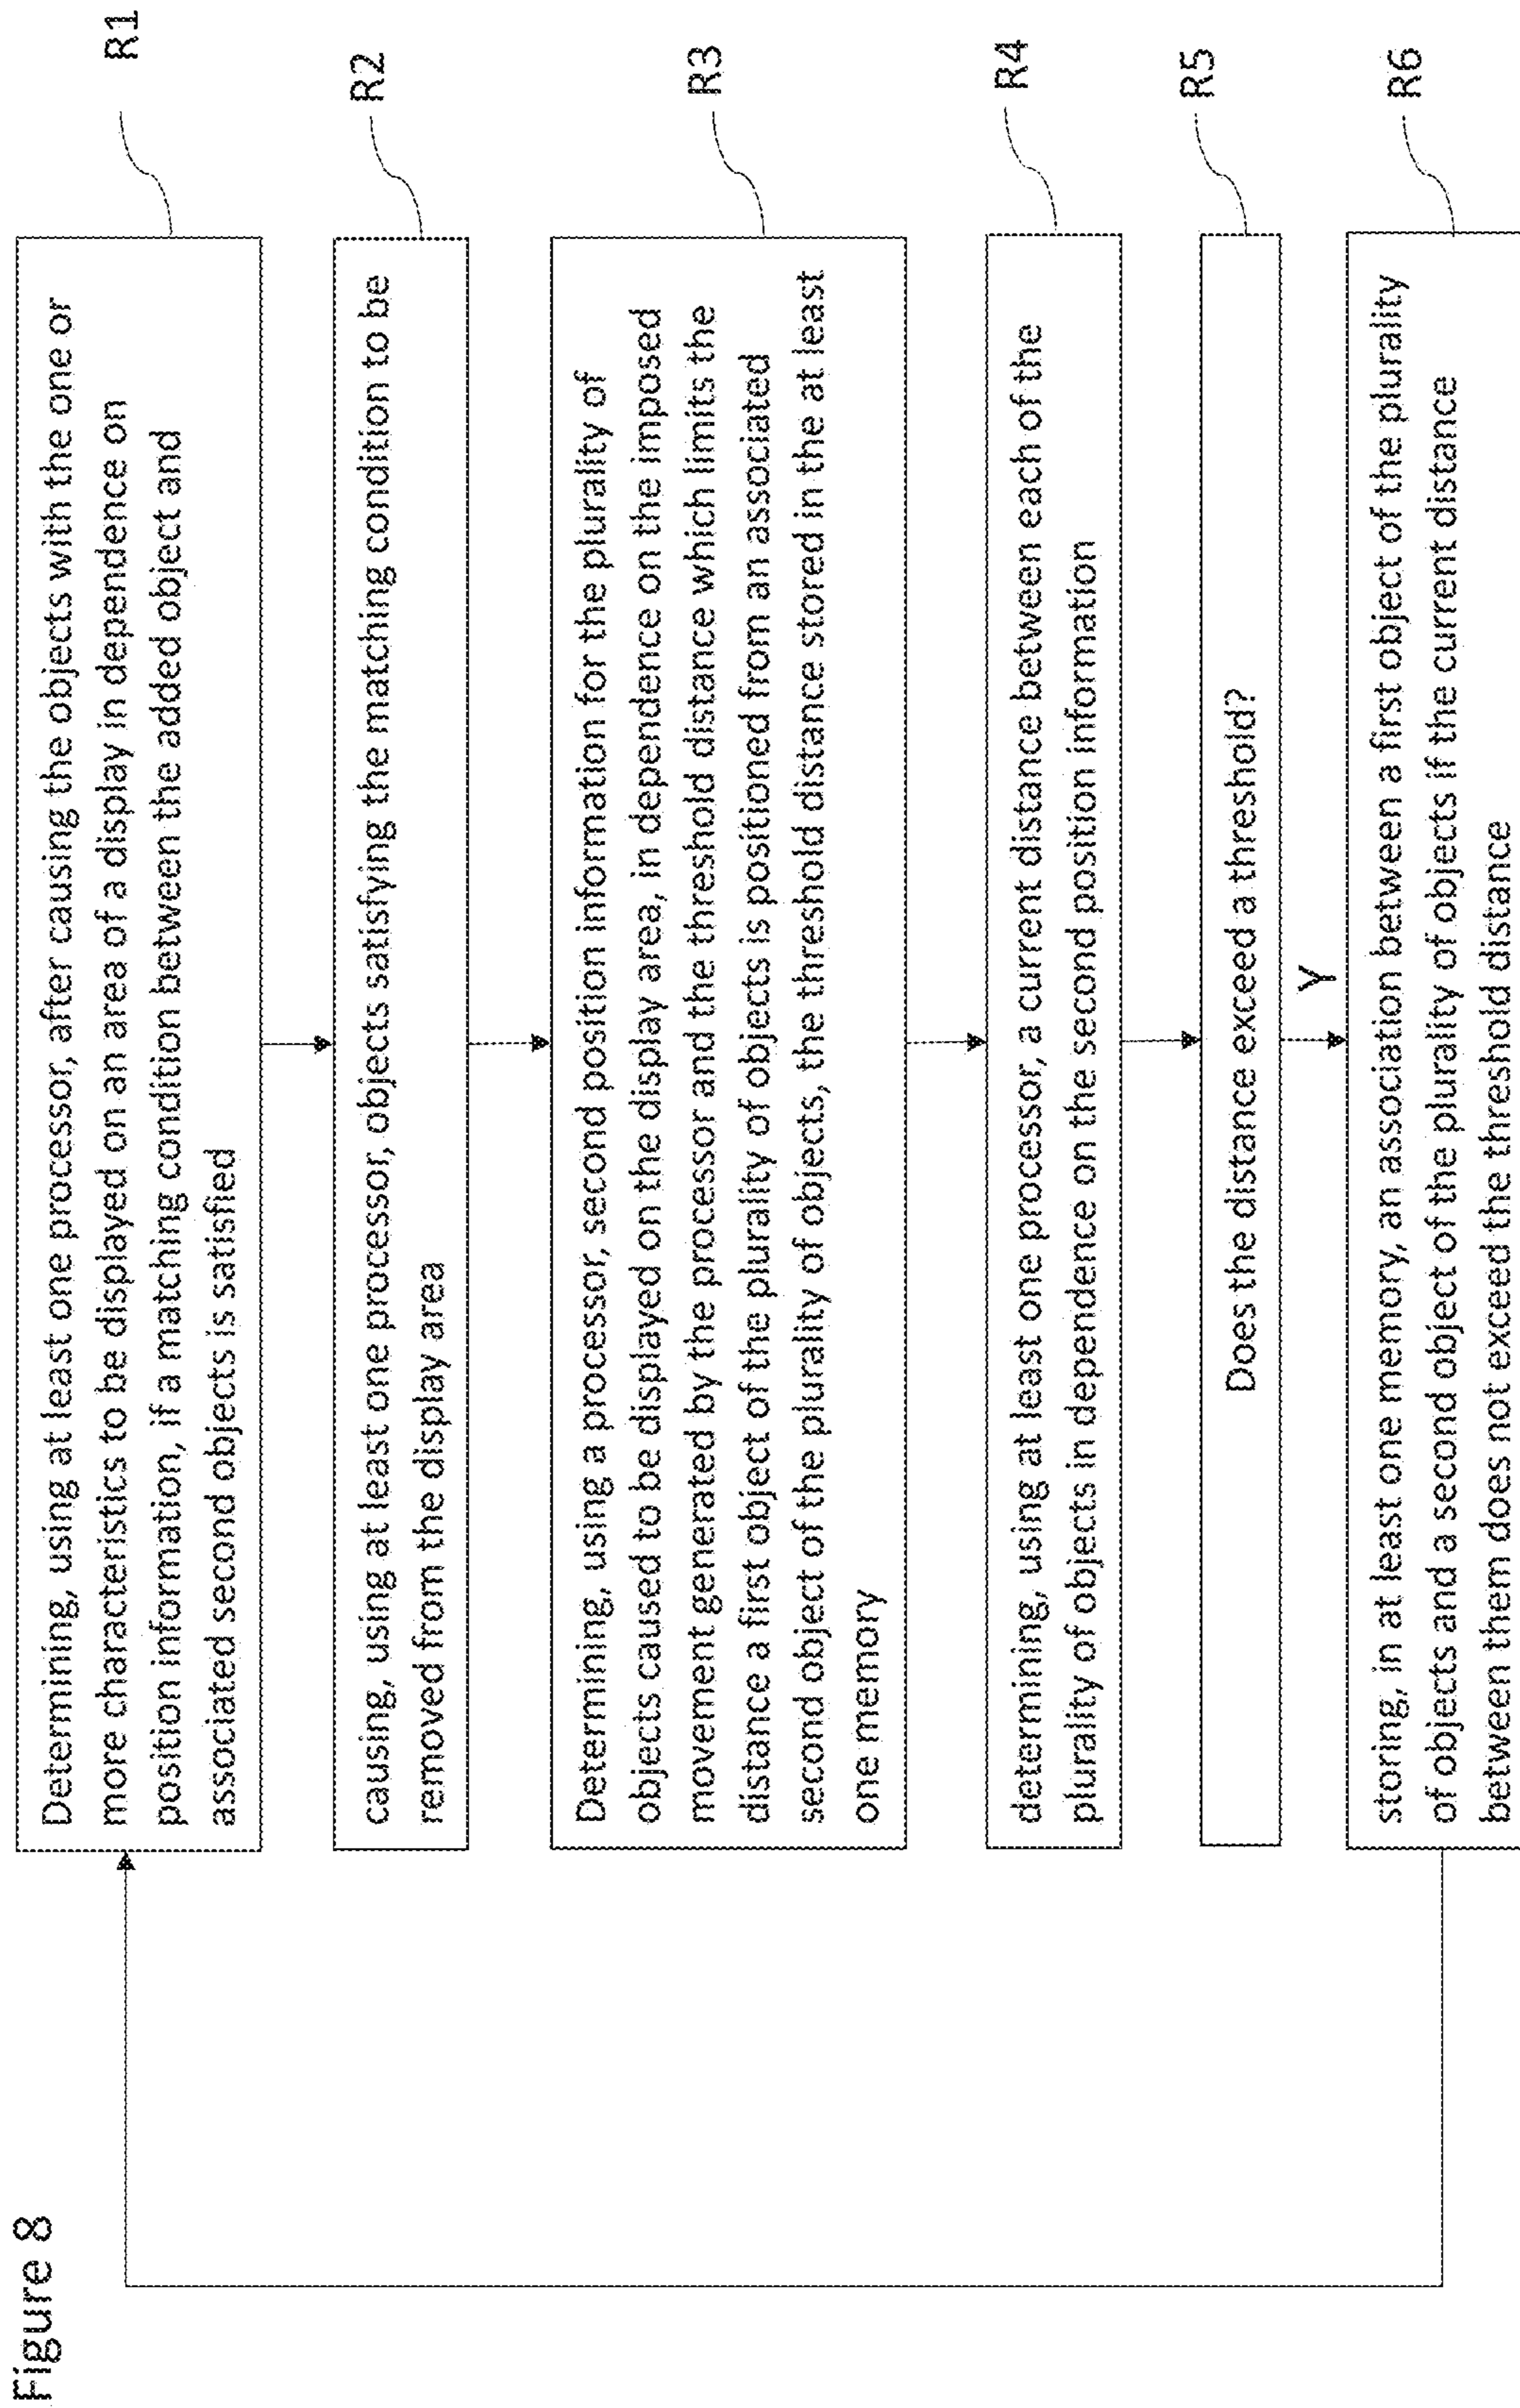 Figure 8
Determining, using at least one processor, after causing the objects with the one or
more characteristics to be displayed on an area of a display in dependence on
position information, if a matching condition between the added object and
associated second objects is satisfied
R1
causing, using at least one processor, objects satisfying the matching condition to be
removed from the display area
R2
Determining, using a processor, second position information for the plurality of
objects caused to be displayed on the display area, in dependence on the imposed
movement generated by the processor and the threshold distance which limits the
distance a first object of the plurality of objects is positioned from an associated
second object of the plurality of objects, the threshold distance stored in the at least
one memory
R3
determining, using at least one processor, a current distance between each of the
plurality of objects in dependence on the second position information
R4
Does the distance exceed a threshold?
R5
Y
storing, in at least one memory, an association between a first object of the plurality
of objects and a second object of the plurality of objects if the current distance
between them does not exceed the threshold distance
R6